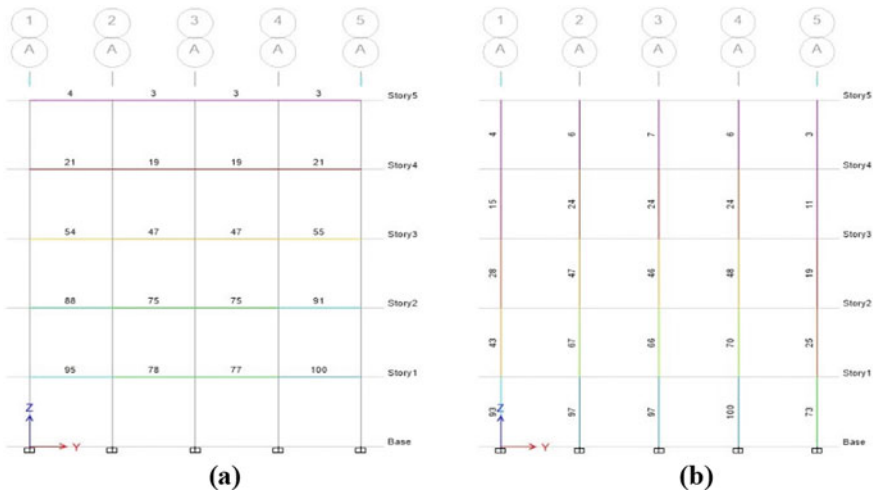 1 2 3 4 5
A A A A A
4 3 3 3 Story5
21 19 19 21 Story4
54 47 47 55 Story3
88 75 75 91 Story2
95 78 77 100 Story1
Z
Y
Base
(a)
1 2 3 4 5
A A A A A
Story5
4 6 7 6 3
Story4
15 24 24 24 11
Story3
28 47 46 48 19
Story2
43 67 66 70 25
Story1
93 97 97 100 73
Z
Y
Base
(b)